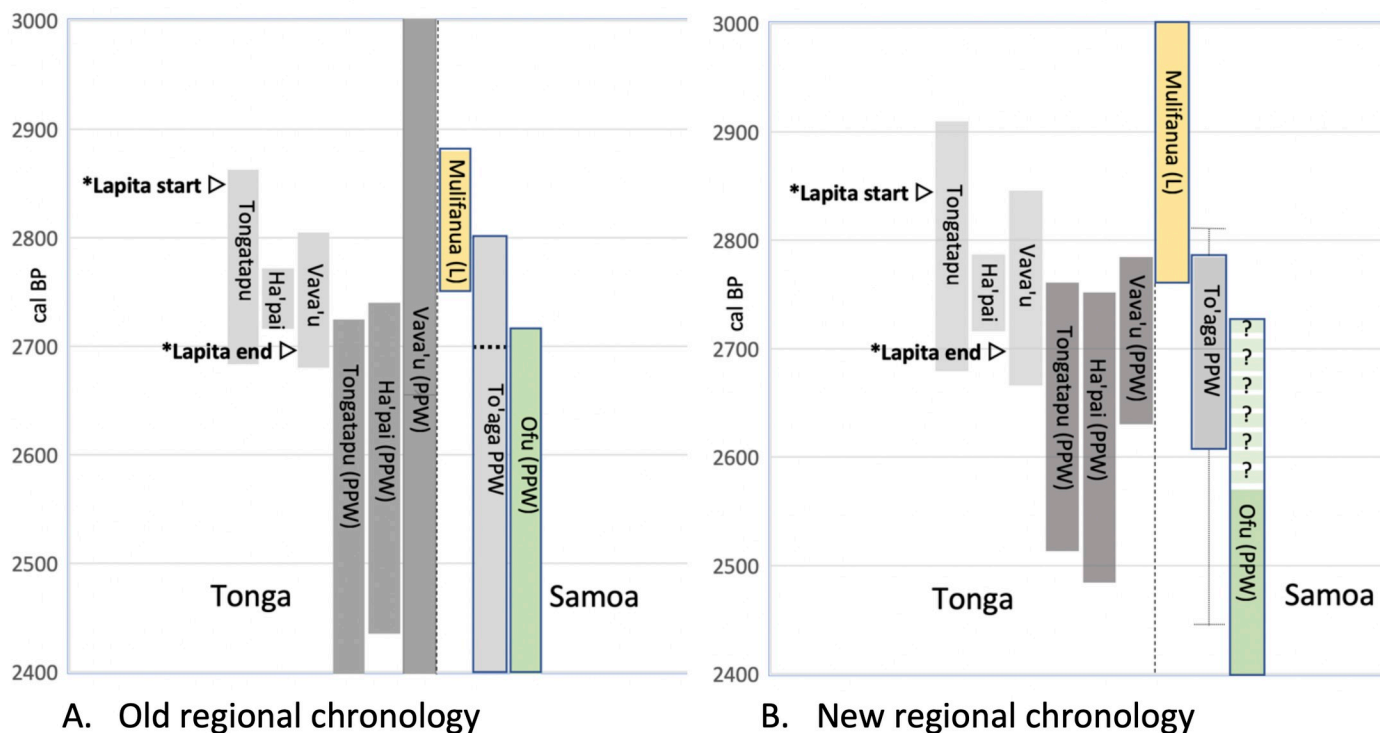 3000
2900
2800
2700
2600
2500
2400
cal BP
*Lapita start
*Lapita end
Tongatapu
Ha'pai
Vava'u
Tongatapu (PPW)
Ha'pai (PPW)
Vava'u (PPW)
Mulifanua (L)
To'aga PPW
Ofu (PPW)
Tonga
Samoa
A. Old regional chronology
3000
2900
2800
2700
2600
2500
2400
cal BP
*Lapita start
*Lapita end
Tongatapu
Ha'pai
Vava'u
Tongatapu (PPW)
Ha'pai (PPW)
Vava'u (PPW)
Mulifanua (L)
To'aga PPW
? ? ? ? ? ?
Ofu (PPW)
Tonga
Samoa
B. New regional chronology